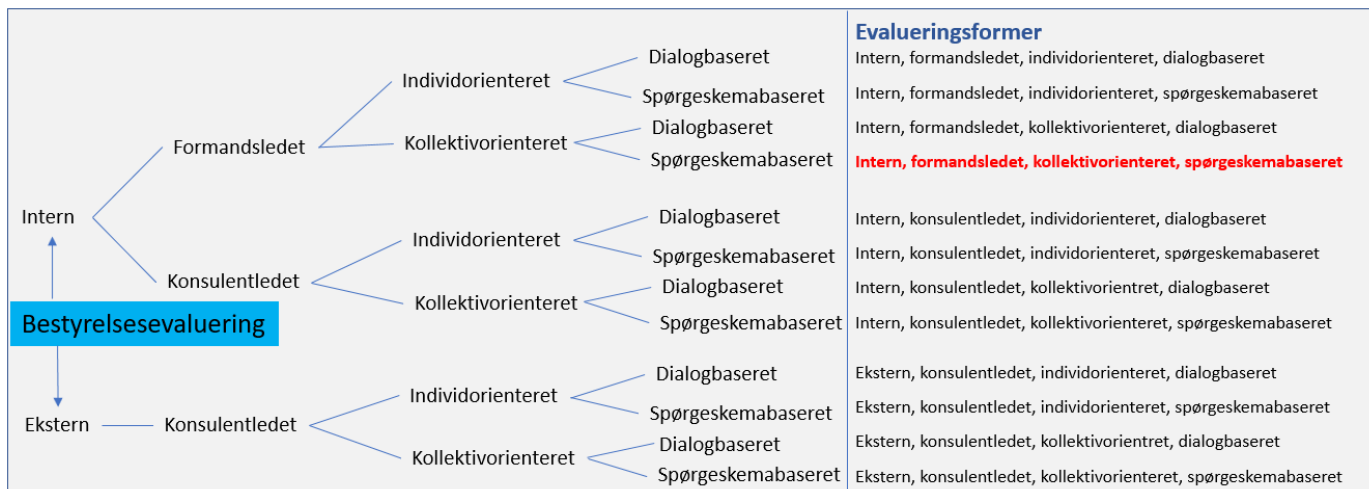 Evalueringsformer
Dialogbaseret
Intern, formandsledet, individorienteret, dialogbaseret
Individorienteret
Spørgeskemabaseret
Intern, formandsledet, individorienteret, spørgeskemabaseret
Dialogbaseret
Intern, formandsledet, kollektivorienteret, dialogbaseret
Formandsledet
Kollektivorienteret
Spørgeskemabaseret
Intern, formandsledet, kollektivorienteret, spørgeskemabaseret
Intern
Dialogbaseret
Intern, konsulentledet, individorienteret, dialogbaseret
Individorienteret
Spørgeskemabaseret
Intern, konsulentledet, individorienteret, spørgeskemabaseret
Konsulentledet
Dialogbaseret
Intern, konsulentledet, kollektivorientret, dialogbaseret
Kollektivorienteret
Bestyrelsesevaluering
Spørgeskemabaseret
Intern, konsulentledet, kollektivorienteret, spørgeskemabaseret
Dialogbaseret
Ekstern, konsulentledet, individorienteret, dialogbaseret
Individorienteret
Spørgeskemabaseret
Ekstern, konsulentledet, individorienteret, spørgeskemabaseret
Ekstern
Konsulentledet
Dialogbaseret
Ekstern, konsulentledet, kollektivorientret, dialogbaseret
Kollektivorienteret
Spørgeskemabaseret
Ekstern, konsulentledet, kollektivorienteret, spørgeskemabaseret